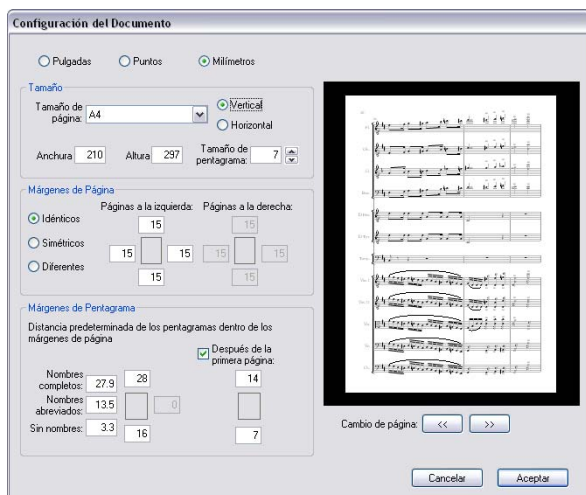 Configuración del Documento
Pulgadas Puntos Milímetros
Tamaño
Tamaño de página: A4
Vertical
Horizontal
Anchura 210 Altura 297 Tamaño de pentagrama: 7
Márgenes de Página
Páginas a la izquierda: Páginas a la derecha:
Idénticos 15 15
Simétricos 15 15 15 15
Diferentes 15 15
Márgenes de Pentagrama
Distancia predeterminada de los pentagramas dentro de los
márgenes de página
Después de la
primera página:
Nombres completos: 27.9 28 14
Nombres abreviados: 13.5 0
Sin nombres: 3.3 16 7
Cambio de página: << >>
Cancelar Aceptar